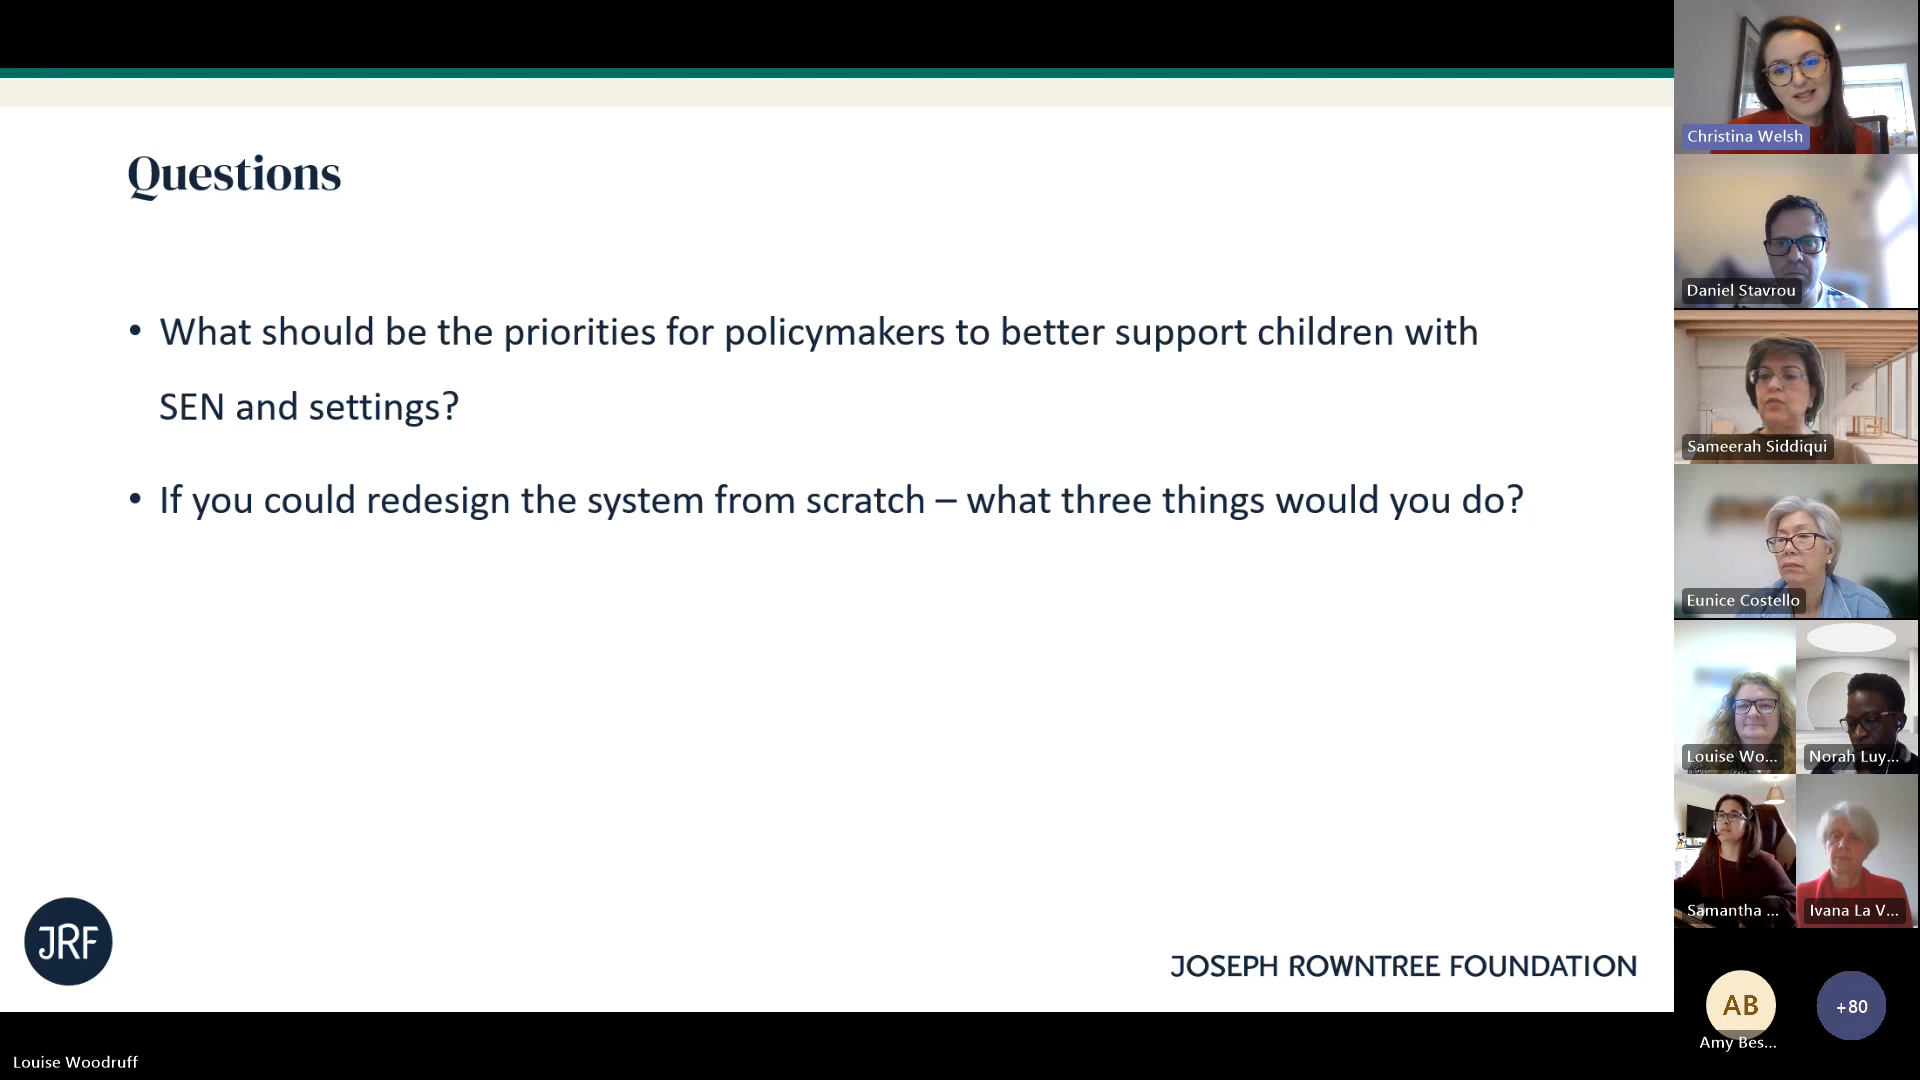 Questions
• What should be the priorities for policymakers to better support children with
SEN and settings?
• If you could redesign the system from scratch – what three things would you do?
JRF
JOSEPH ROWNTREE FOUNDATION
Louise Woodruff
Christina Welsh
Daniel Stavrou
Sameerah Siddiqui
Eunice Costello
Louise Wo...
Norah Luy...
Samantha ...
Ivana La V...
AB
Amy Bes...
+80